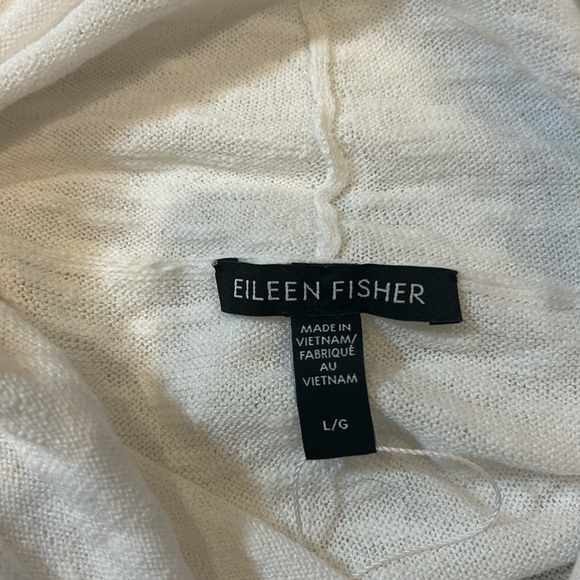 EILEEN FISHER
MADE IN
VIETNAM/
FABRIQUÉ
AU
VIETNAM
L/G